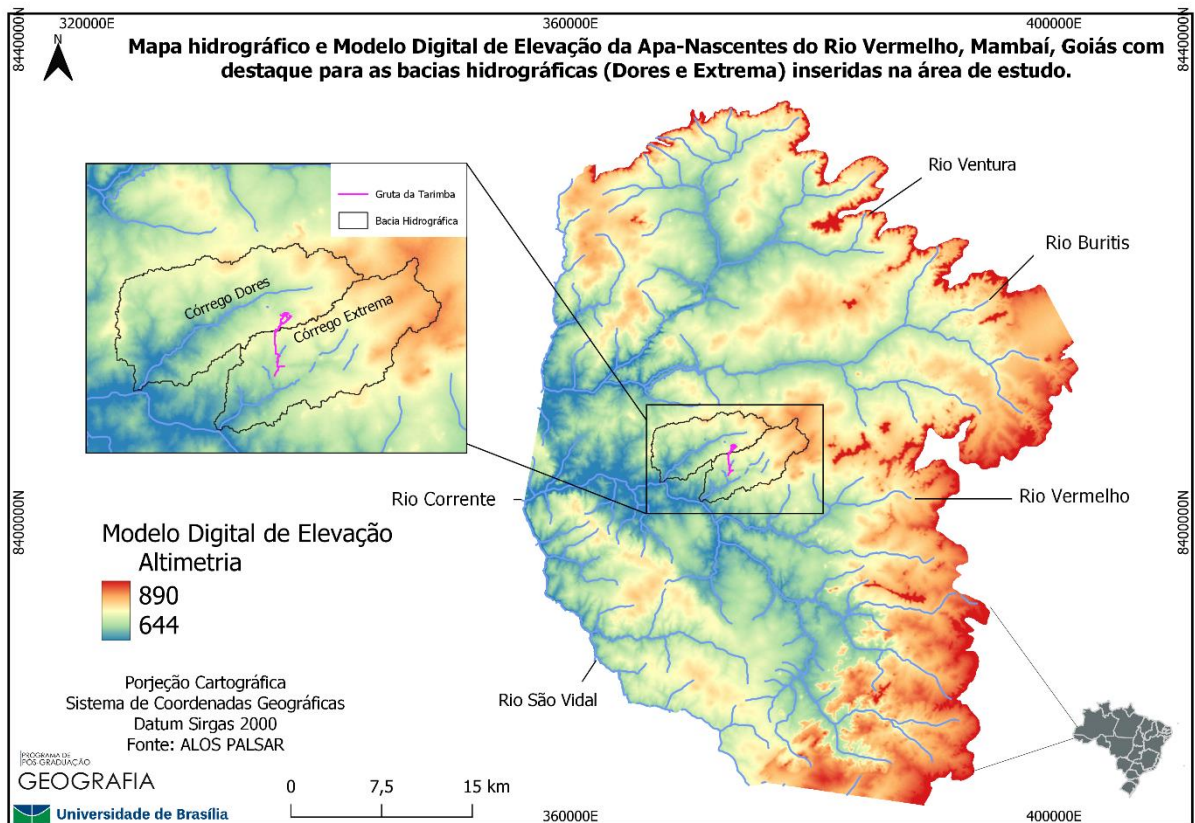 320000E
360000E
400000E
8440000N
8440000N
N
Mapa hidrográfico e Modelo Digital de Elevação da Apa-Nascentes do Rio Vermelho, Mambaí, Goiás com
destaque para as bacias hidrográficas (Dores e Extrema) inseridas na área de estudo.
Gruta da Tarimba
Bacia Hidrográfica
Córrego Dores
Córrego Extrema
Rio Ventura
Rio Buritis
Rio Corrente
Rio Vermelho
8400000N
8400000N
Modelo Digital de Elevação
Altimetria
890
644
Rio São Vidal
Porjeção Cartográfica
Sistema de Coordenadas Geográficas
Datum Sirgas 2000
Fonte: ALOS PALSAR
PROGRAMA DE
PÓS-GRADUAÇÃO
GEOGRAFIA
Universidade de Brasília
0 7,5 15 km
360000E
400000E